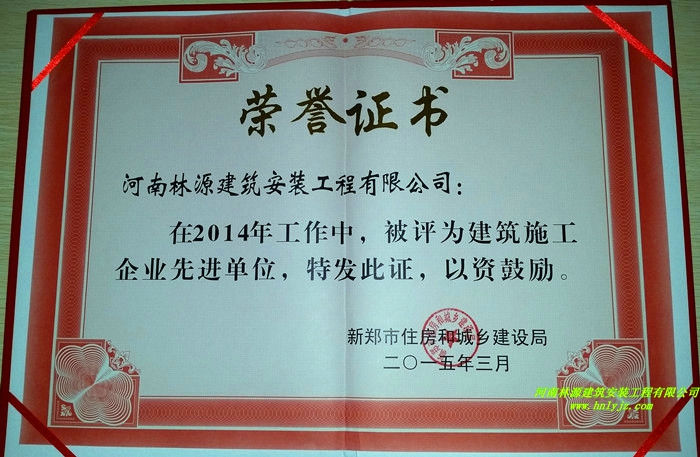 荣誉证书
河南林源建筑安装工程有限公司：
在2014年工作中，被评为建筑施工
企业先进单位，特发此证，以资鼓励。
新郑市住房和城乡建设局
二〇一五年三月
河南林源建筑安装工程有限公司
www.hnlyjz.com